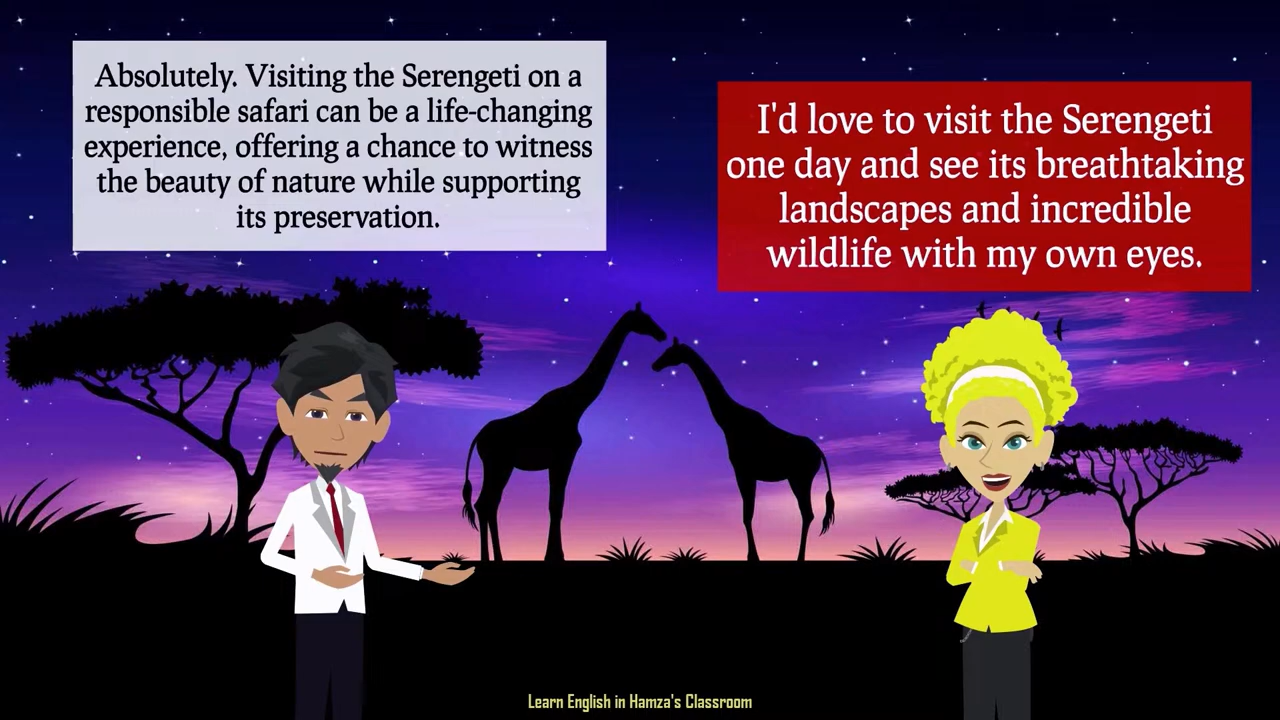 Absolutely. Visiting the Serengeti on a
responsible safari can be a life-changing
experience, offering a chance to witness
the beauty of nature while supporting
its preservation.
I'd love to visit the Serengeti
one day and see its breathtaking
landscapes and incredible
wildlife with my own eyes.
Learn English in Hamza's Classroom